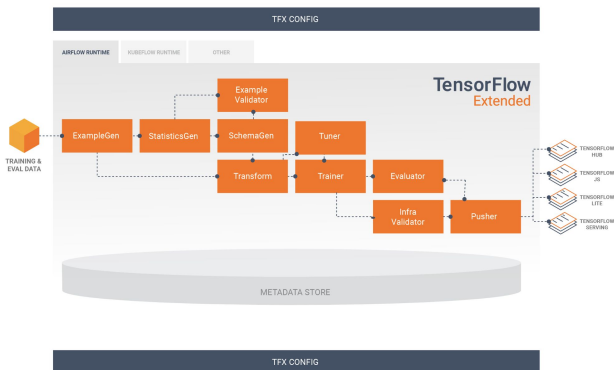 TFX CONFIG
AIRFLOW RUNTIME
KUBEFLOW RUNTIME
OTHER
TensorFlow
Extended
Example
Validator
ExampleGen
StatisticsGen
SchemaGen
Tuner
TRAINING &
EVAL DATA
Transform
Trainer
Evaluator
Infra
Validator
Pusher
TENSORFLOW
HUB
TENSORFLOW
JS
TENSORFLOW
LITE
TENSORFLOW
SERVING
METADATA STORE
TFX CONFIG